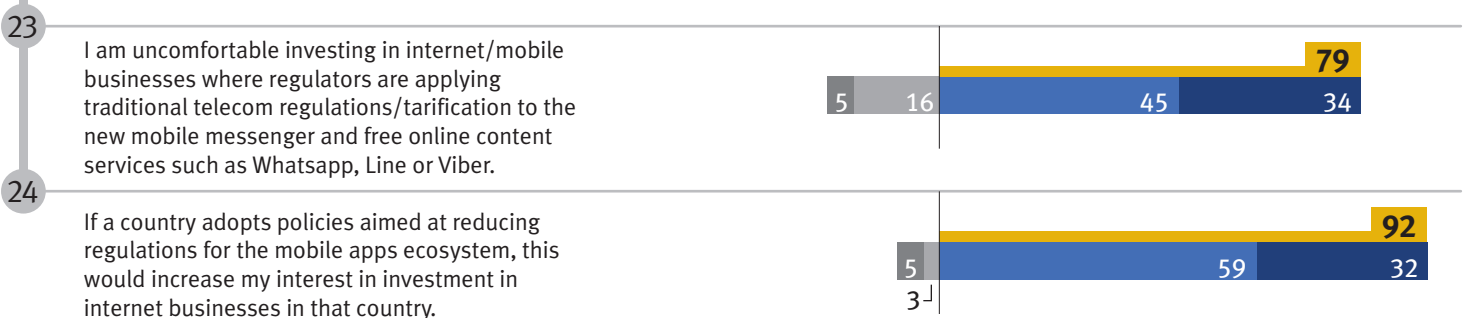 23
I am uncomfortable investing in internet/mobile
businesses where regulators are applying
traditional telecom regulations/tarification to the
new mobile messenger and free online content
services such as Whatsapp, Line or Viber.
79
5 16 45 34
24
If a country adopts policies aimed at reducing
regulations for the mobile apps ecosystem, this
would increase my interest in investment in
internet businesses in that country.
92
5 59 32
3